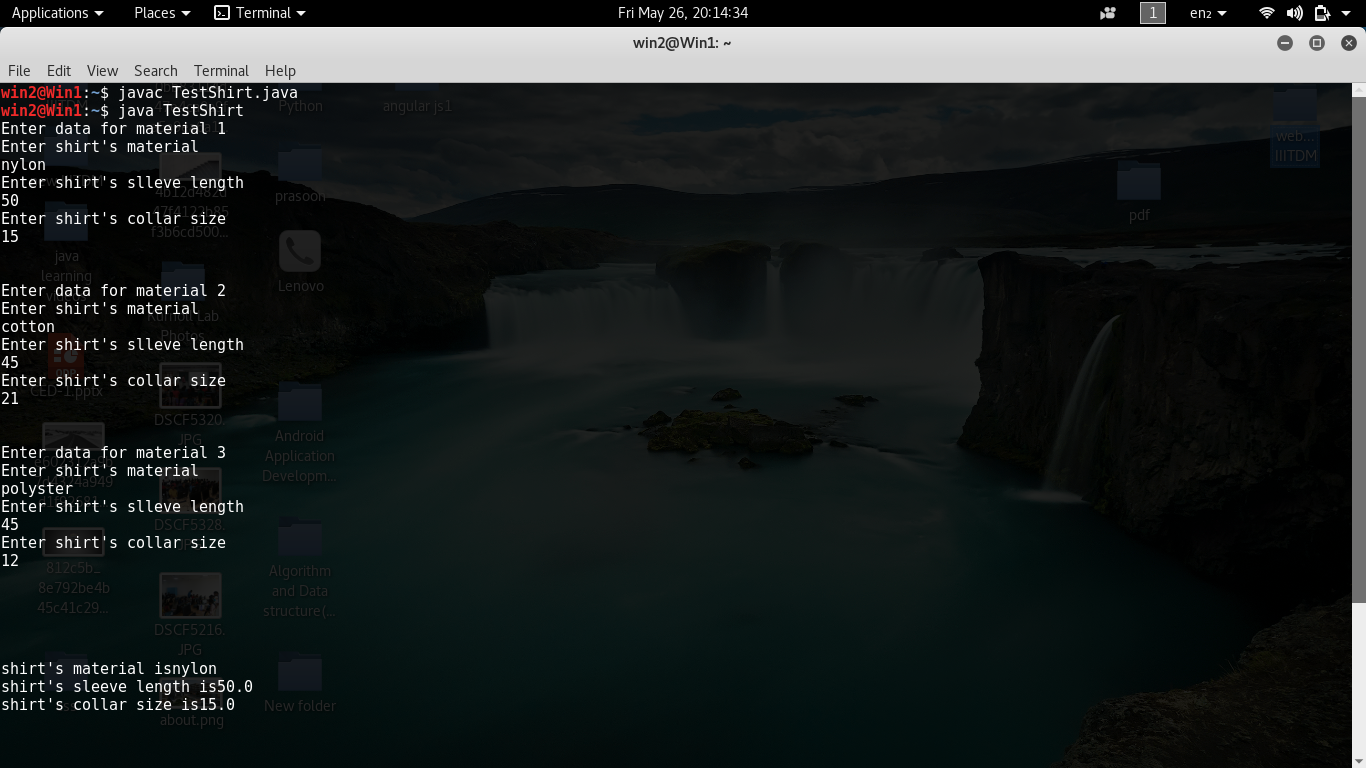 Applications Places Terminal Fri May 26, 20:14:34 1 en₂
win2@Win1: ~
File Edit View Search Terminal Help
win2@Win1:~$ javac TestShirt.java
win2@Win1:~$ java TestShirt
Enter data for material 1
Enter shirt's material
nylon
Enter shirt's slleve length
50
Enter shirt's collar size
15
Enter data for material 2
Enter shirt's material
cotton
Enter shirt's slleve length
45
Enter shirt's collar size
21
Enter data for material 3
Enter shirt's material
polyster
Enter shirt's slleve length
45
Enter shirt's collar size
12
shirt's material isnylon
shirt's sleeve length is50.0
shirt's collar size is15.0
Python
angular js1
web...
IIITDM
pdf
prasoon
f3b6cd500...
java
learning
Lenovo
Photos
CED-1.pptx
DSCF5320.
JPG
Android
Application
Developm...
DSCF5328.
812c5b_
8e792be4b
45c41c29...
Algorithm
and Data
structure(...
DSCF5216.
JPG
about.png
New folder